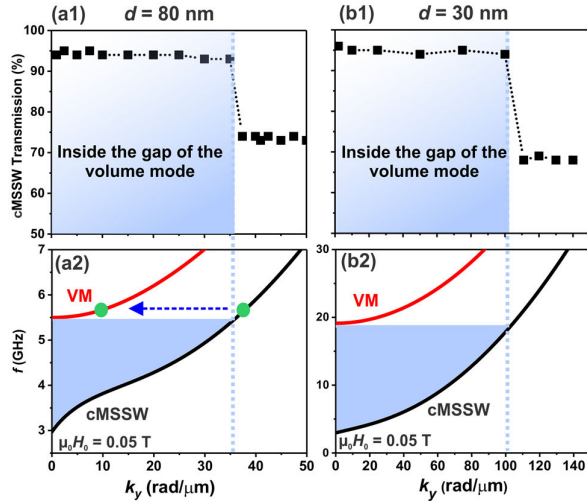 (a1)
d = 80 nm
(b1)
d = 30 nm
cMSSW Transmission (%)
100
90
80
70
60
50
Inside the gap of the
volume mode
Inside the gap of the
volume mode
(a2)
(b2)
f (GHz)
7
6
5
4
3
2
VM
cMSSW
μ₀H₀ = 0.05 T
0 10 20 30 40 50
k_y (rad/μm)
30
20
10
0
VM
cMSSW
μ₀H₀ = 0.05 T
0 20 40 60 80 100 120 140
k_y (rad/μm)